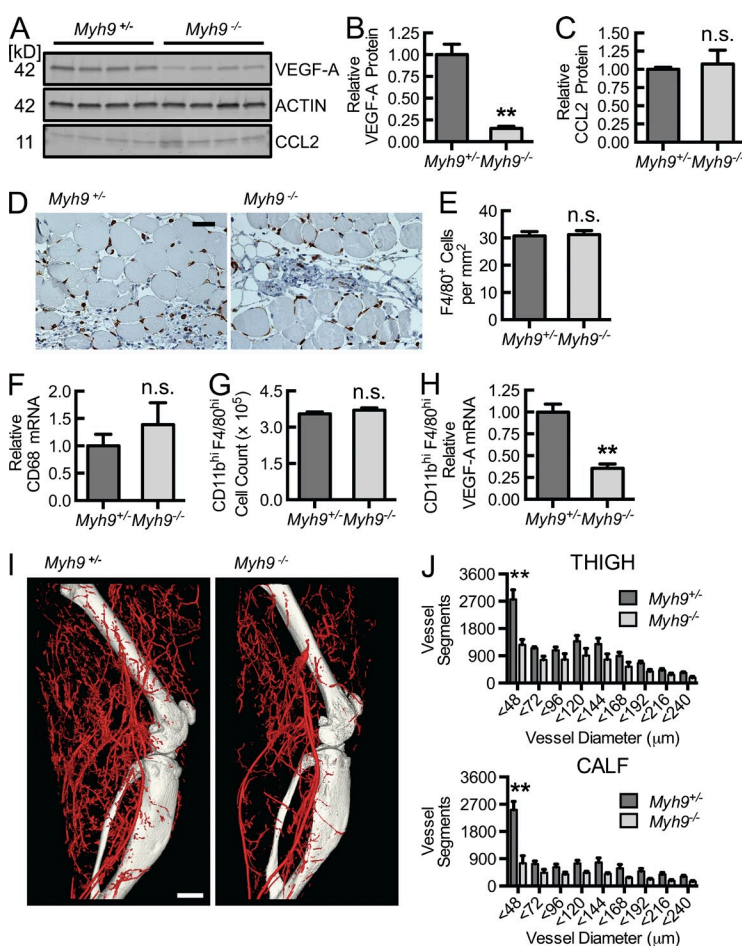 A
Myh9 +/-
Myh9 -/-
[kD]
42
VEGF-A
42
ACTIN
11
CCL2
B
Relative
VEGF-A Protein
1.25
1.00
0.75
0.50
0.25
0.00
**
Myh9+/- Myh9-/-
C
Relative
CCL2 Protein
1.50
1.25
1.00
0.75
0.50
0.25
0.00
n.s.
Myh9+/- Myh9-/-
D
Myh9 +/-
Myh9 -/-
E
F4/80+ Cells
per mm2
40
30
20
10
0
n.s.
Myh9+/- Myh9-/-
F
Relative
CD68 mRNA
2.0
1.5
1.0
0.5
0.0
n.s.
Myh9+/- Myh9-/-
G
CD11bhi F4/80hi
Cell Count (x 105)
4.5
3.0
1.5
0.0
n.s.
Myh9+/- Myh9-/-
H
CD11bhi F4/80hi
Relative
VEGF-A mRNA
1.25
1.00
0.75
0.50
0.25
0.00
**
Myh9+/- Myh9-/-
I
Myh9 +/-
Myh9 -/-
J
THIGH
Vessel
Segments
3600
2700
1800
900
0
**
Myh9+/-
Myh9-/-
<48 <72 <96 <120 <144 <168 <192 <216 <240
Vessel Diameter (µm)
CALF
Vessel
Segments
3600
2700
1800
900
0
**
Myh9+/-
Myh9-/-
<48 <72 <96 <120 <144 <168 <192 <216 <240
Vessel Diameter (µm)